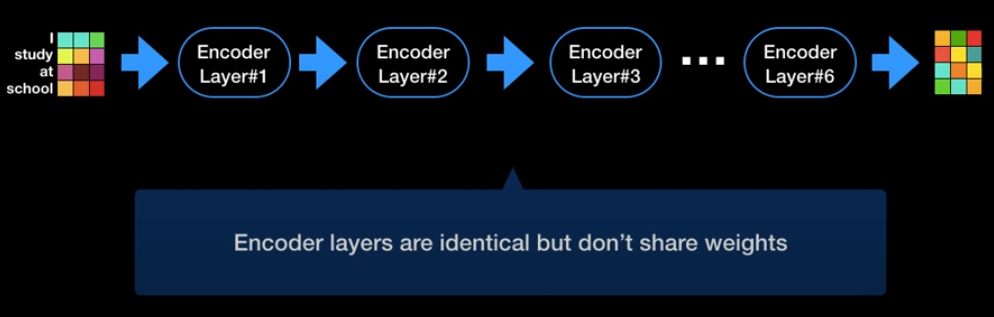 I
study
at
school
Encoder
Layer#1
Encoder
Layer#2
Encoder
Layer#3
...
Encoder
Layer#6
Encoder layers are identical but don’t share weights